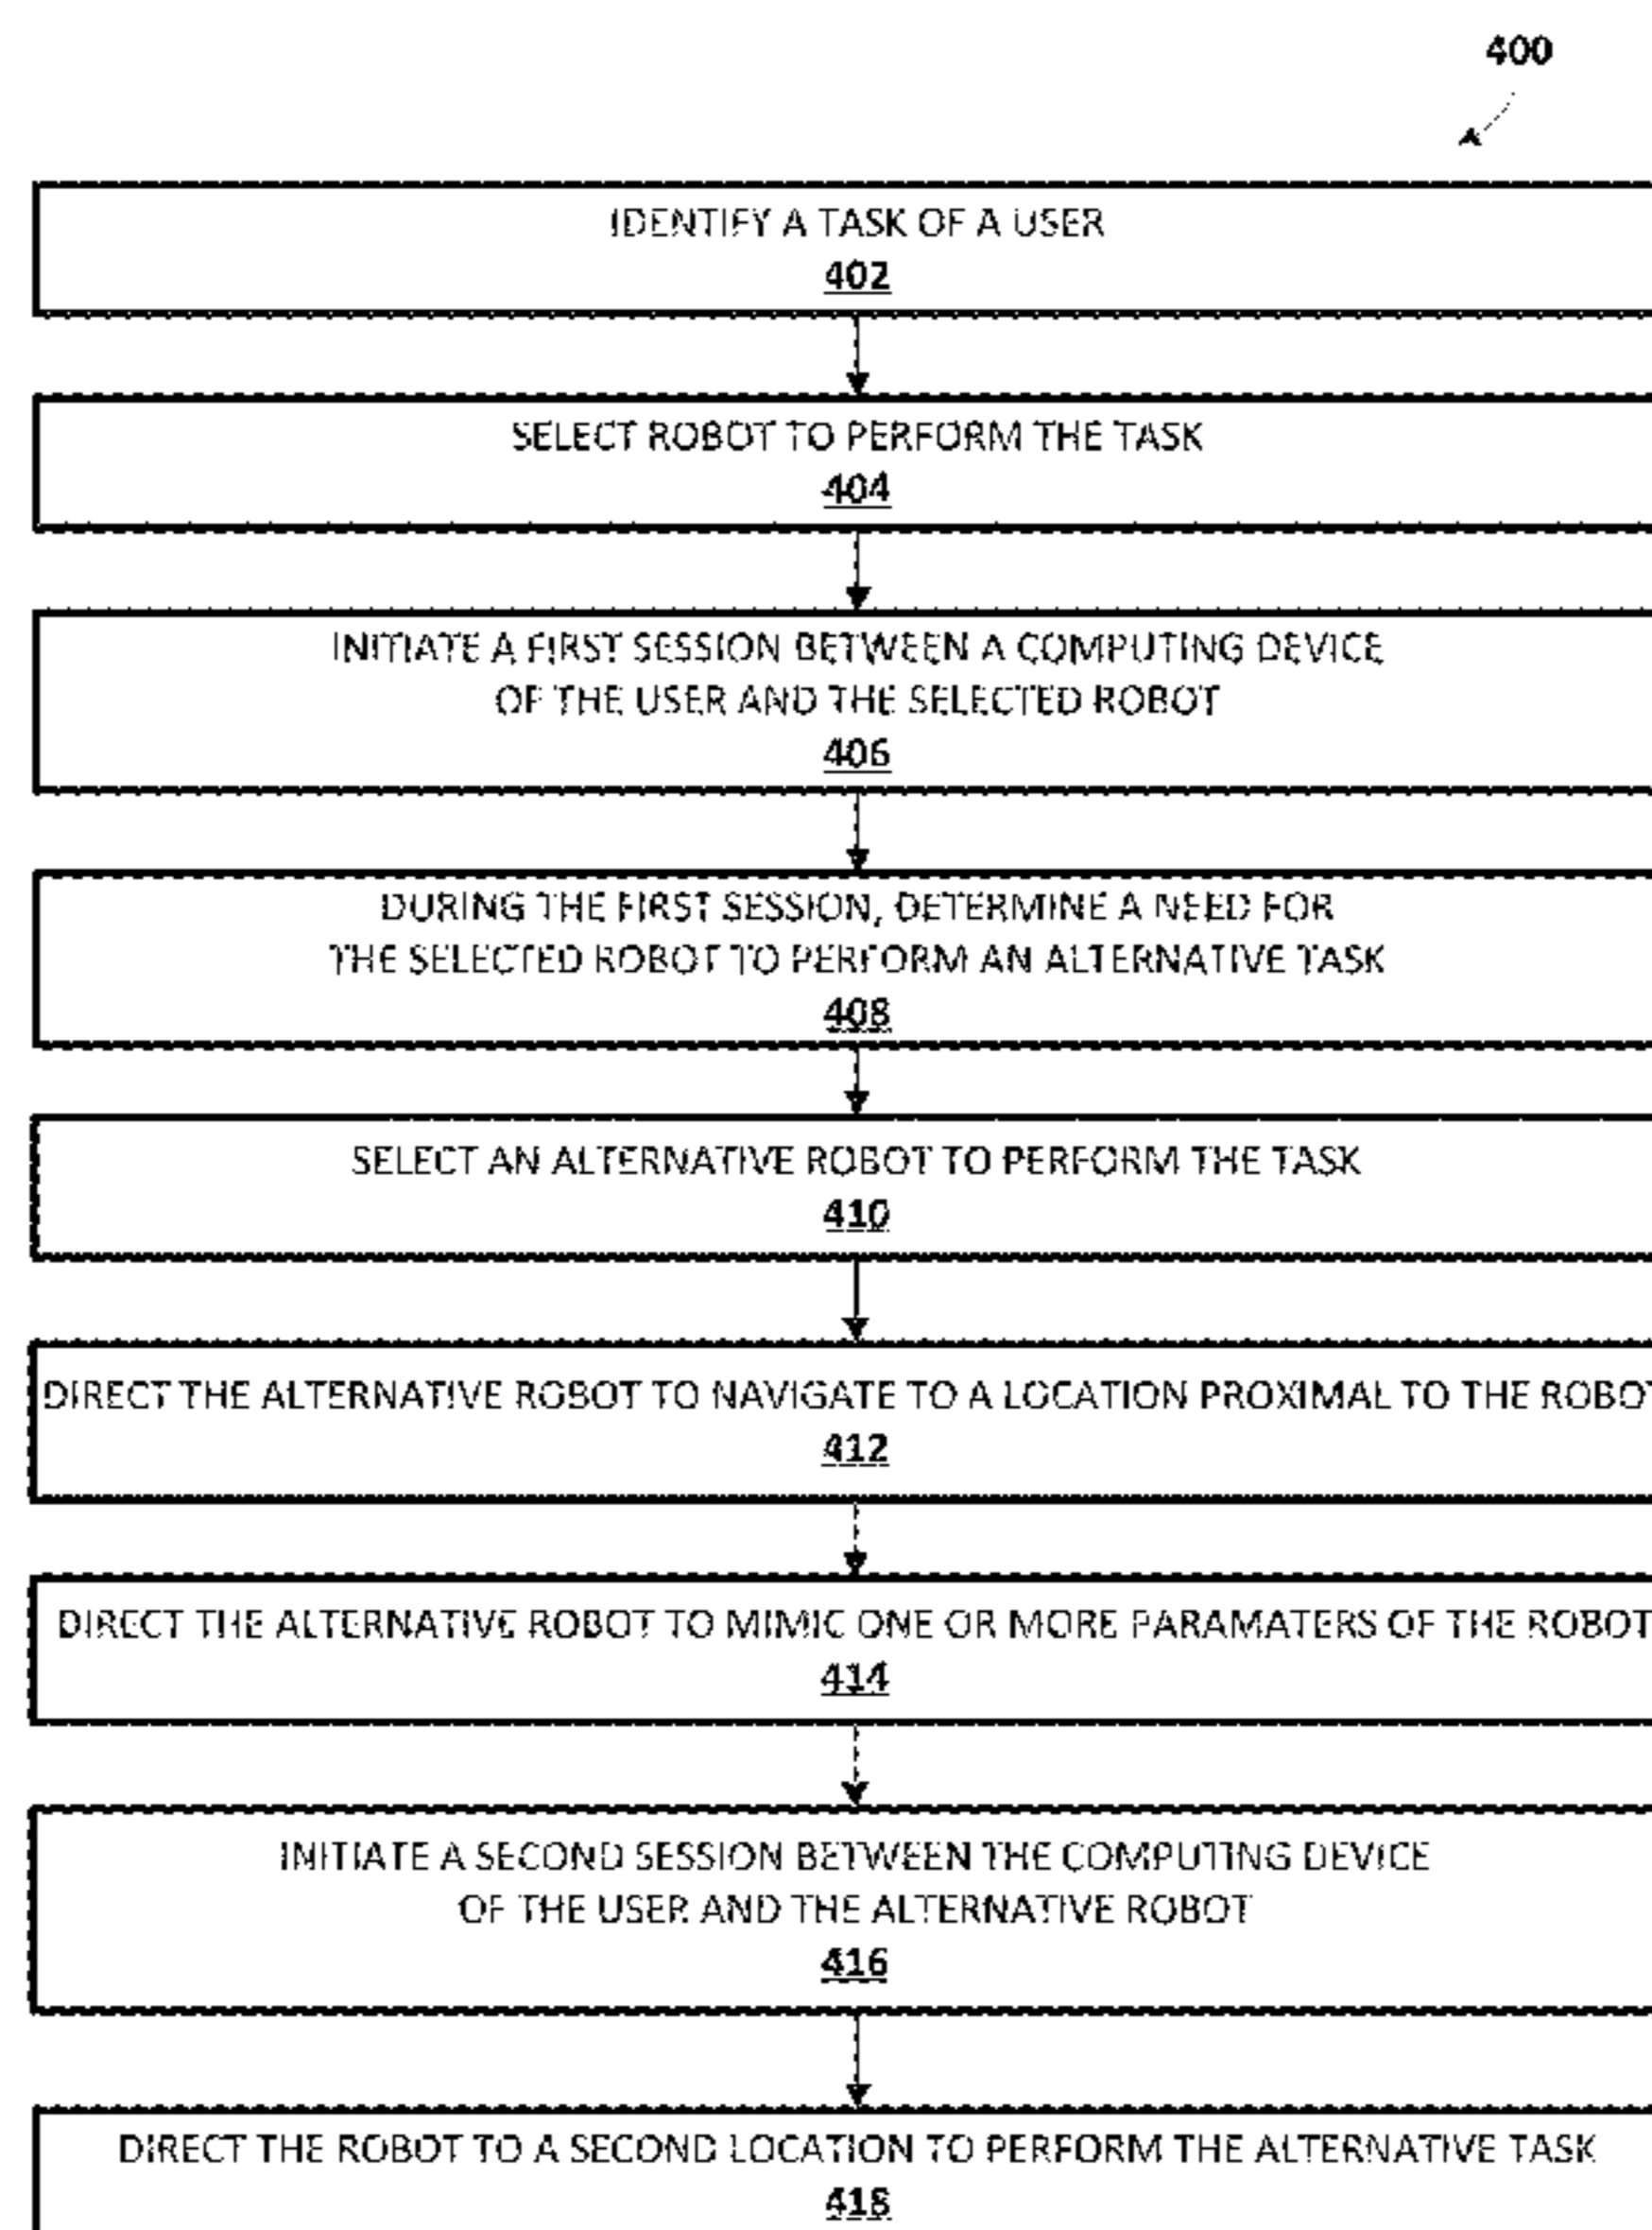 400
IDENTIFY A TASK OF A USER
402
SELECT ROBOT TO PERFORM THE TASK
404
INITIATE A FIRST SESSION BETWEEN A COMPUTING DEVICE
OF THE USER AND THE SELECTED ROBOT
406
DURING THE FIRST SESSION, DETERMINE A NEED FOR
THE SELECTED ROBOT TO PERFORM AN ALTERNATIVE TASK
408
SELECT AN ALTERNATIVE ROBOT TO PERFORM THE TASK
410
DIRECT THE ALTERNATIVE ROBOT TO NAVIGATE TO A LOCATION PROXIMAL TO THE ROBOT
412
DIRECT THE ALTERNATIVE ROBOT TO MIMIC ONE OR MORE PARAMATERS OF THE ROBOT
414
INITIATE A SECOND SESSION BETWEEN THE COMPUTING DEVICE
OF THE USER AND THE ALTERNATIVE ROBOT
416
DIRECT THE ROBOT TO A SECOND LOCATION TO PERFORM THE ALTERNATIVE TASK
418